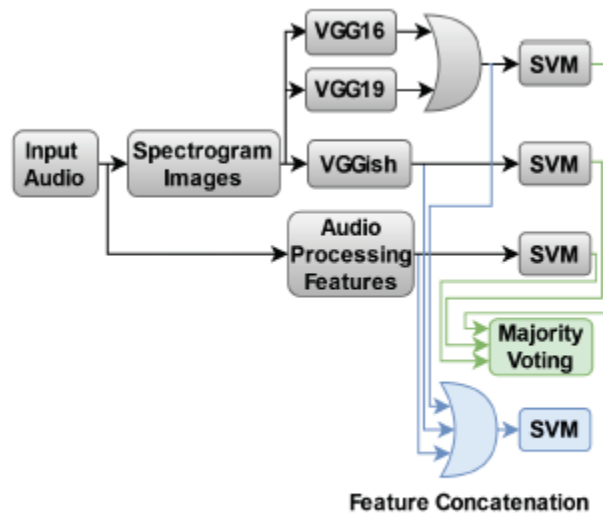 VGG16
SVM
VGG19
Input
Audio
Spectrogram
Images
VGGish
SVM
Audio
Processing
Features
SVM
Majority
Voting
SVM
Feature Concatenation